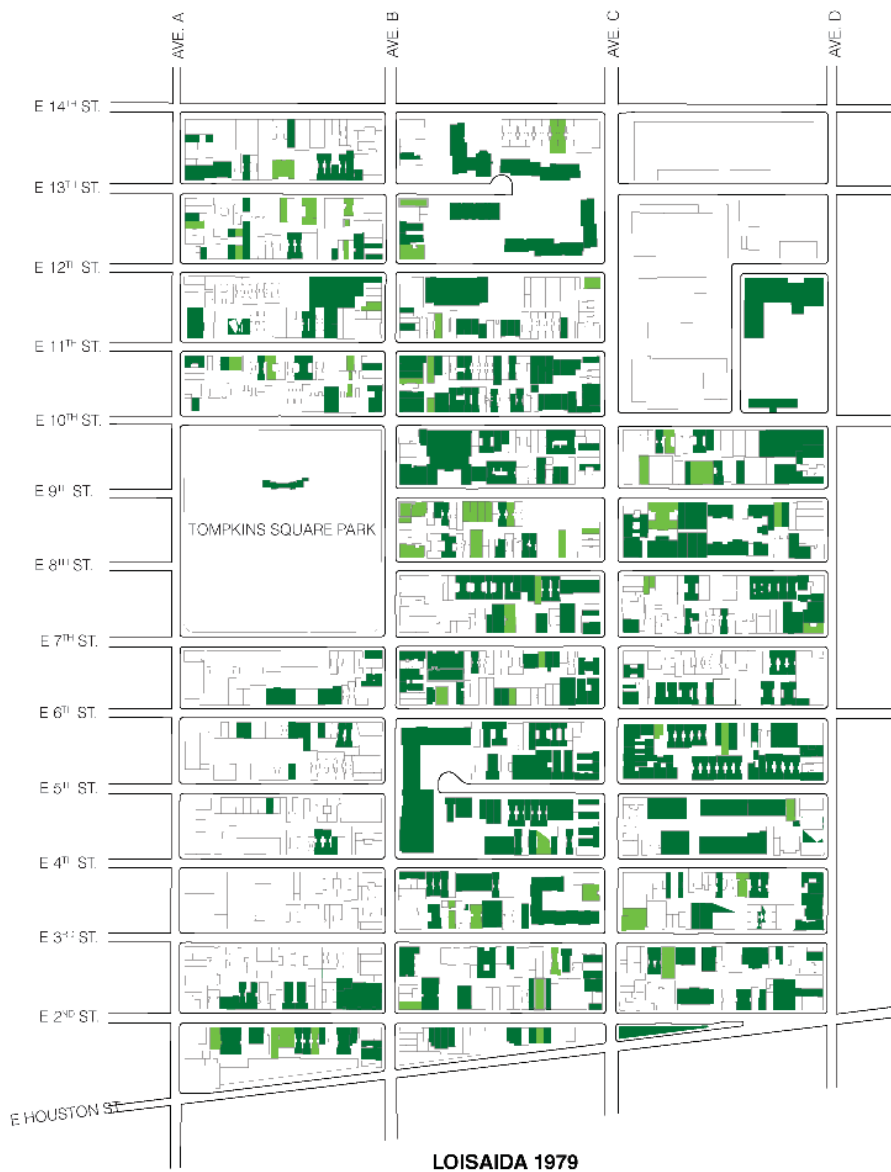 AVE. A
AVE. B
AVE. C
AVE. D
E 14TH ST.
E 13TH ST.
E 12TH ST.
E 11TH ST.
E 10TH ST.
E 9TH ST.
TOMPKINS SQUARE PARK
E 8TH ST.
E 7TH ST.
E 6TH ST.
E 5TH ST.
E 4TH ST.
E 3RD ST.
E 2ND ST.
E HOUSTON ST.
LOISAIDA 1979